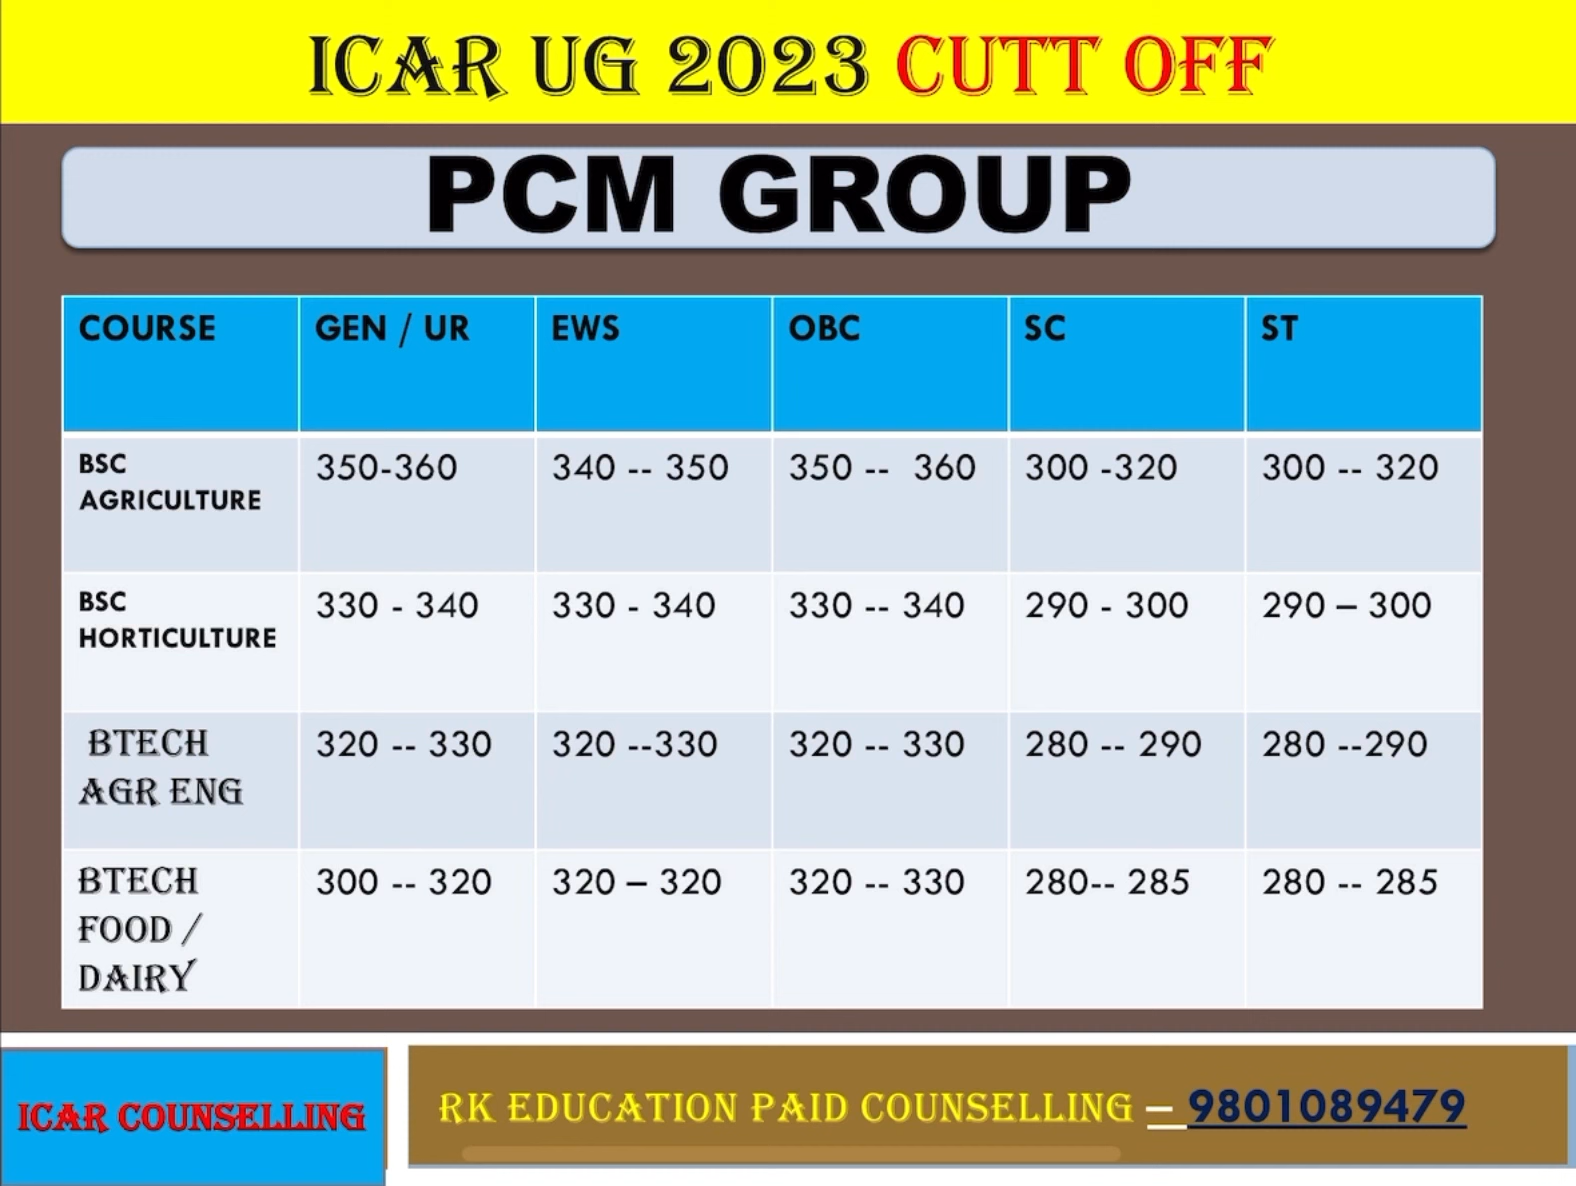 ICAR UG 2023 CUTT OFF
PCM GROUP
COURSE GEN / UR EWS OBC SC ST
BSC AGRICULTURE 350-360 340 -- 350 350 -- 360 300 -320 300 -- 320
BSC HORTICULTURE 330 - 340 330 - 340 330 -- 340 290 - 300 290 – 300
BTECH AGR ENG 320 -- 330 320 --330 320 -- 330 280 -- 290 280 --290
BTECH FOOD / DAIRY 300 -- 320 320 – 320 320 -- 330 280-- 285 280 -- 285
ICAR COUNSELLING
RK EDUCATION PAID COUNSELLING – 9801089479